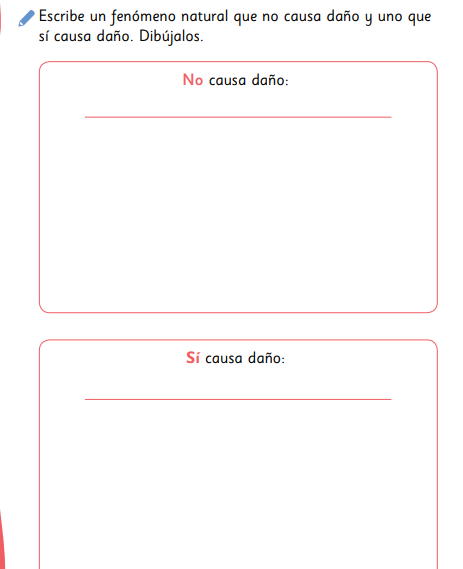 Escribe un fenómeno natural que no causa daño y uno que
sí causa daño. Dibújalos.
No causa daño:
Sí causa daño: